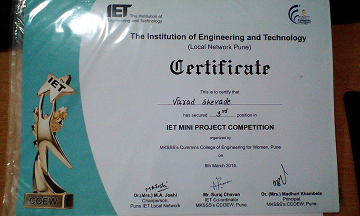 IET The Institution of
Engineering and Technology
The Institution of Engineering and Technology
(Local Network Pune)
Certificate
This is to certify that
Varad Shevade
has secured 3rd position in
IET MINI PROJECT COMPETITION
organized by
MKSSS's Cummins College of Engineering for Women, Pune
on
8th March 2014.
Dr.(Mrs.) M.A. Joshi
Chairperson,
Pune IET Local Network
Mr. Suraj Chavan
IET Co-ordinator
MKSSS's CCOEW, Pune.
Dr. (Mrs.) Madhuri Khambete
Principal,
MKSSS's CCOEW, Pune.
IET
CCEW